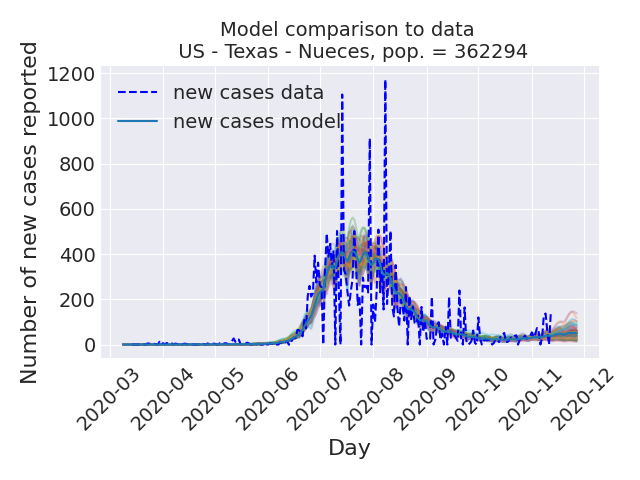 Model comparison to data
US - Texas - Nueces, pop. = 362294
Number of new cases reported
1200
1000
800
600
400
200
0
new cases data
new cases model
2020-03
2020-04
2020-05
2020-06
2020-07
2020-08
2020-09
2020-10
2020-11
2020-12
Day